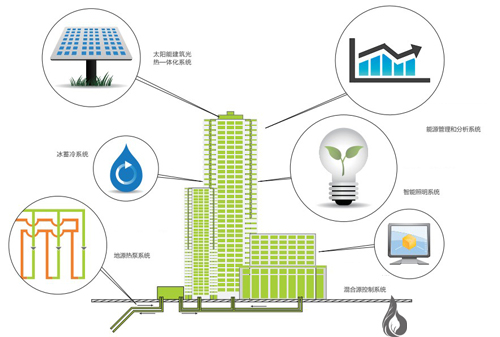 太阳能建筑光
热一体化系统
能源管理和分析系统
冰蓄冷系统
智能照明系统
地源热泵系统
混合源控制系统